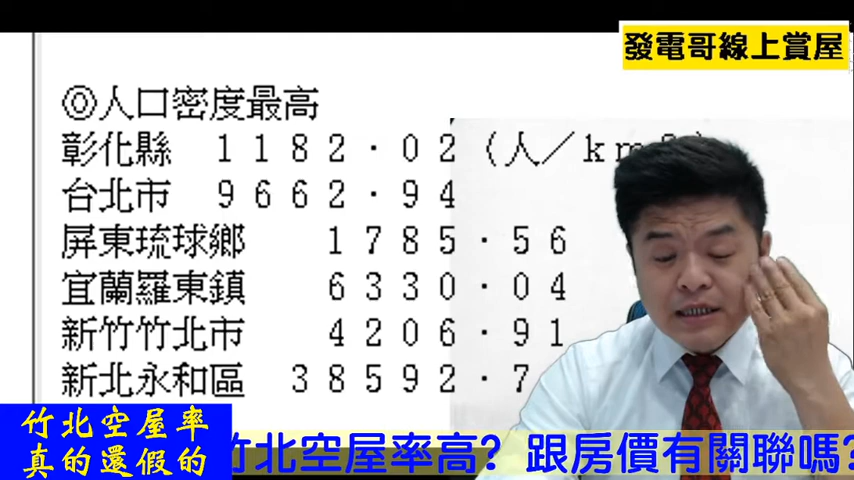 發電哥線上賞屋
◎人口密度最高
彰化縣 1182.02(人/km
台北市 9662.94
屏東琉球鄉 1785.56
宜蘭羅東鎮 6330.04
新竹竹北市 4206.91
新北永和區 38592.7
竹北空屋率
真的還假的
竹北空屋率高?跟房價有關聯嗎?